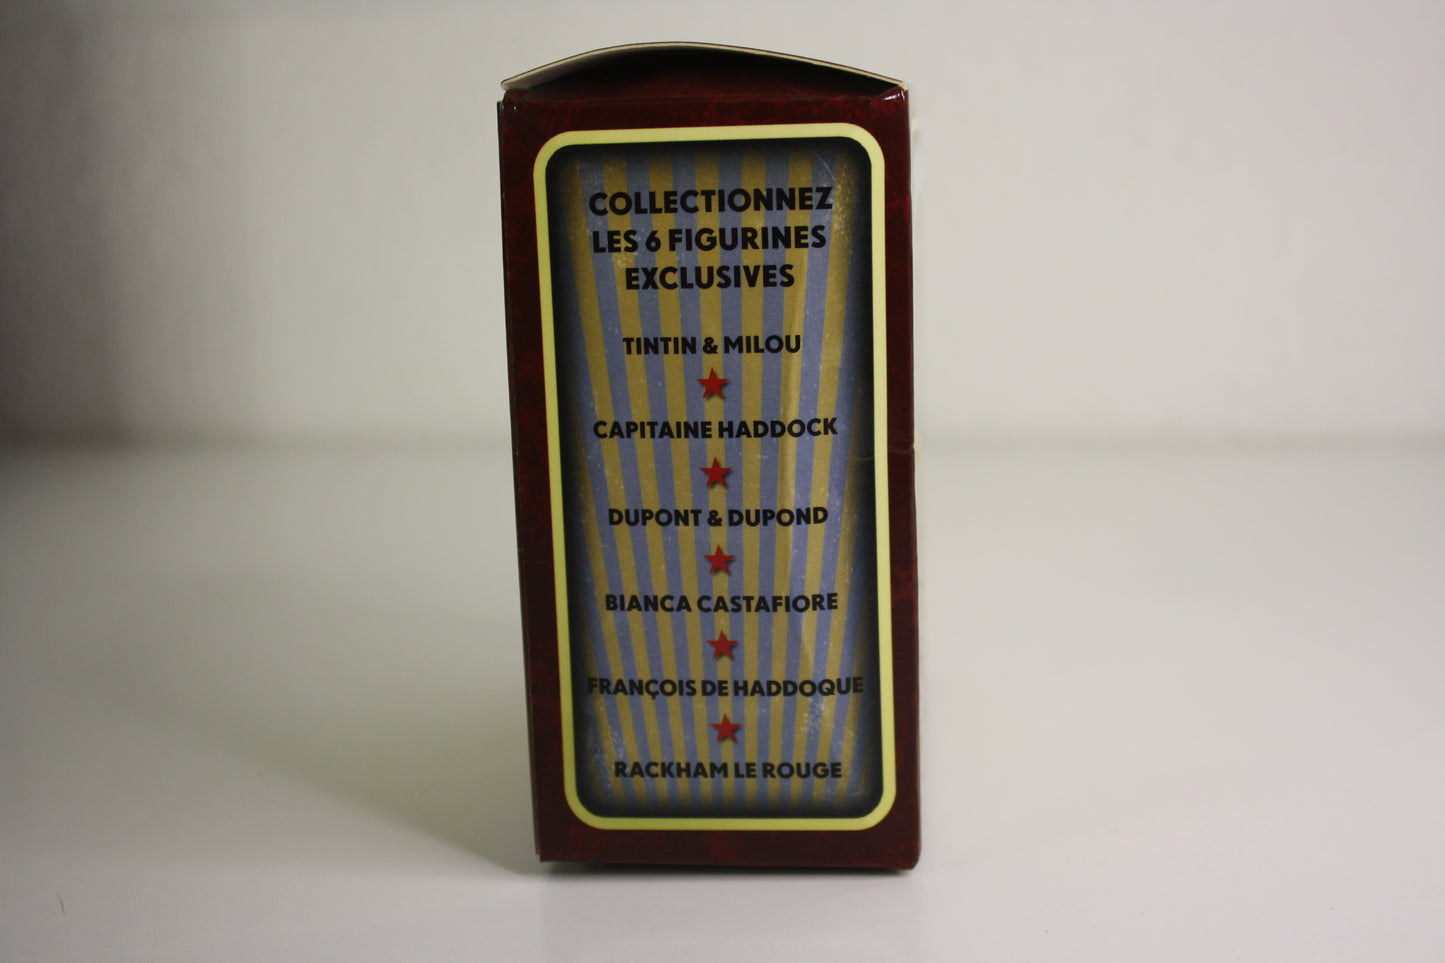 COLLECTIONNEZ
LES 6 FIGURINES
EXCLUSIVES
TINTIN & MILOU
CAPITAINE HADDOCK
DUPONT & DUPOND
BIANCA CASTAFIORE
FRANÇOIS DE HADDOQUE
RACKHAM LE ROUGE